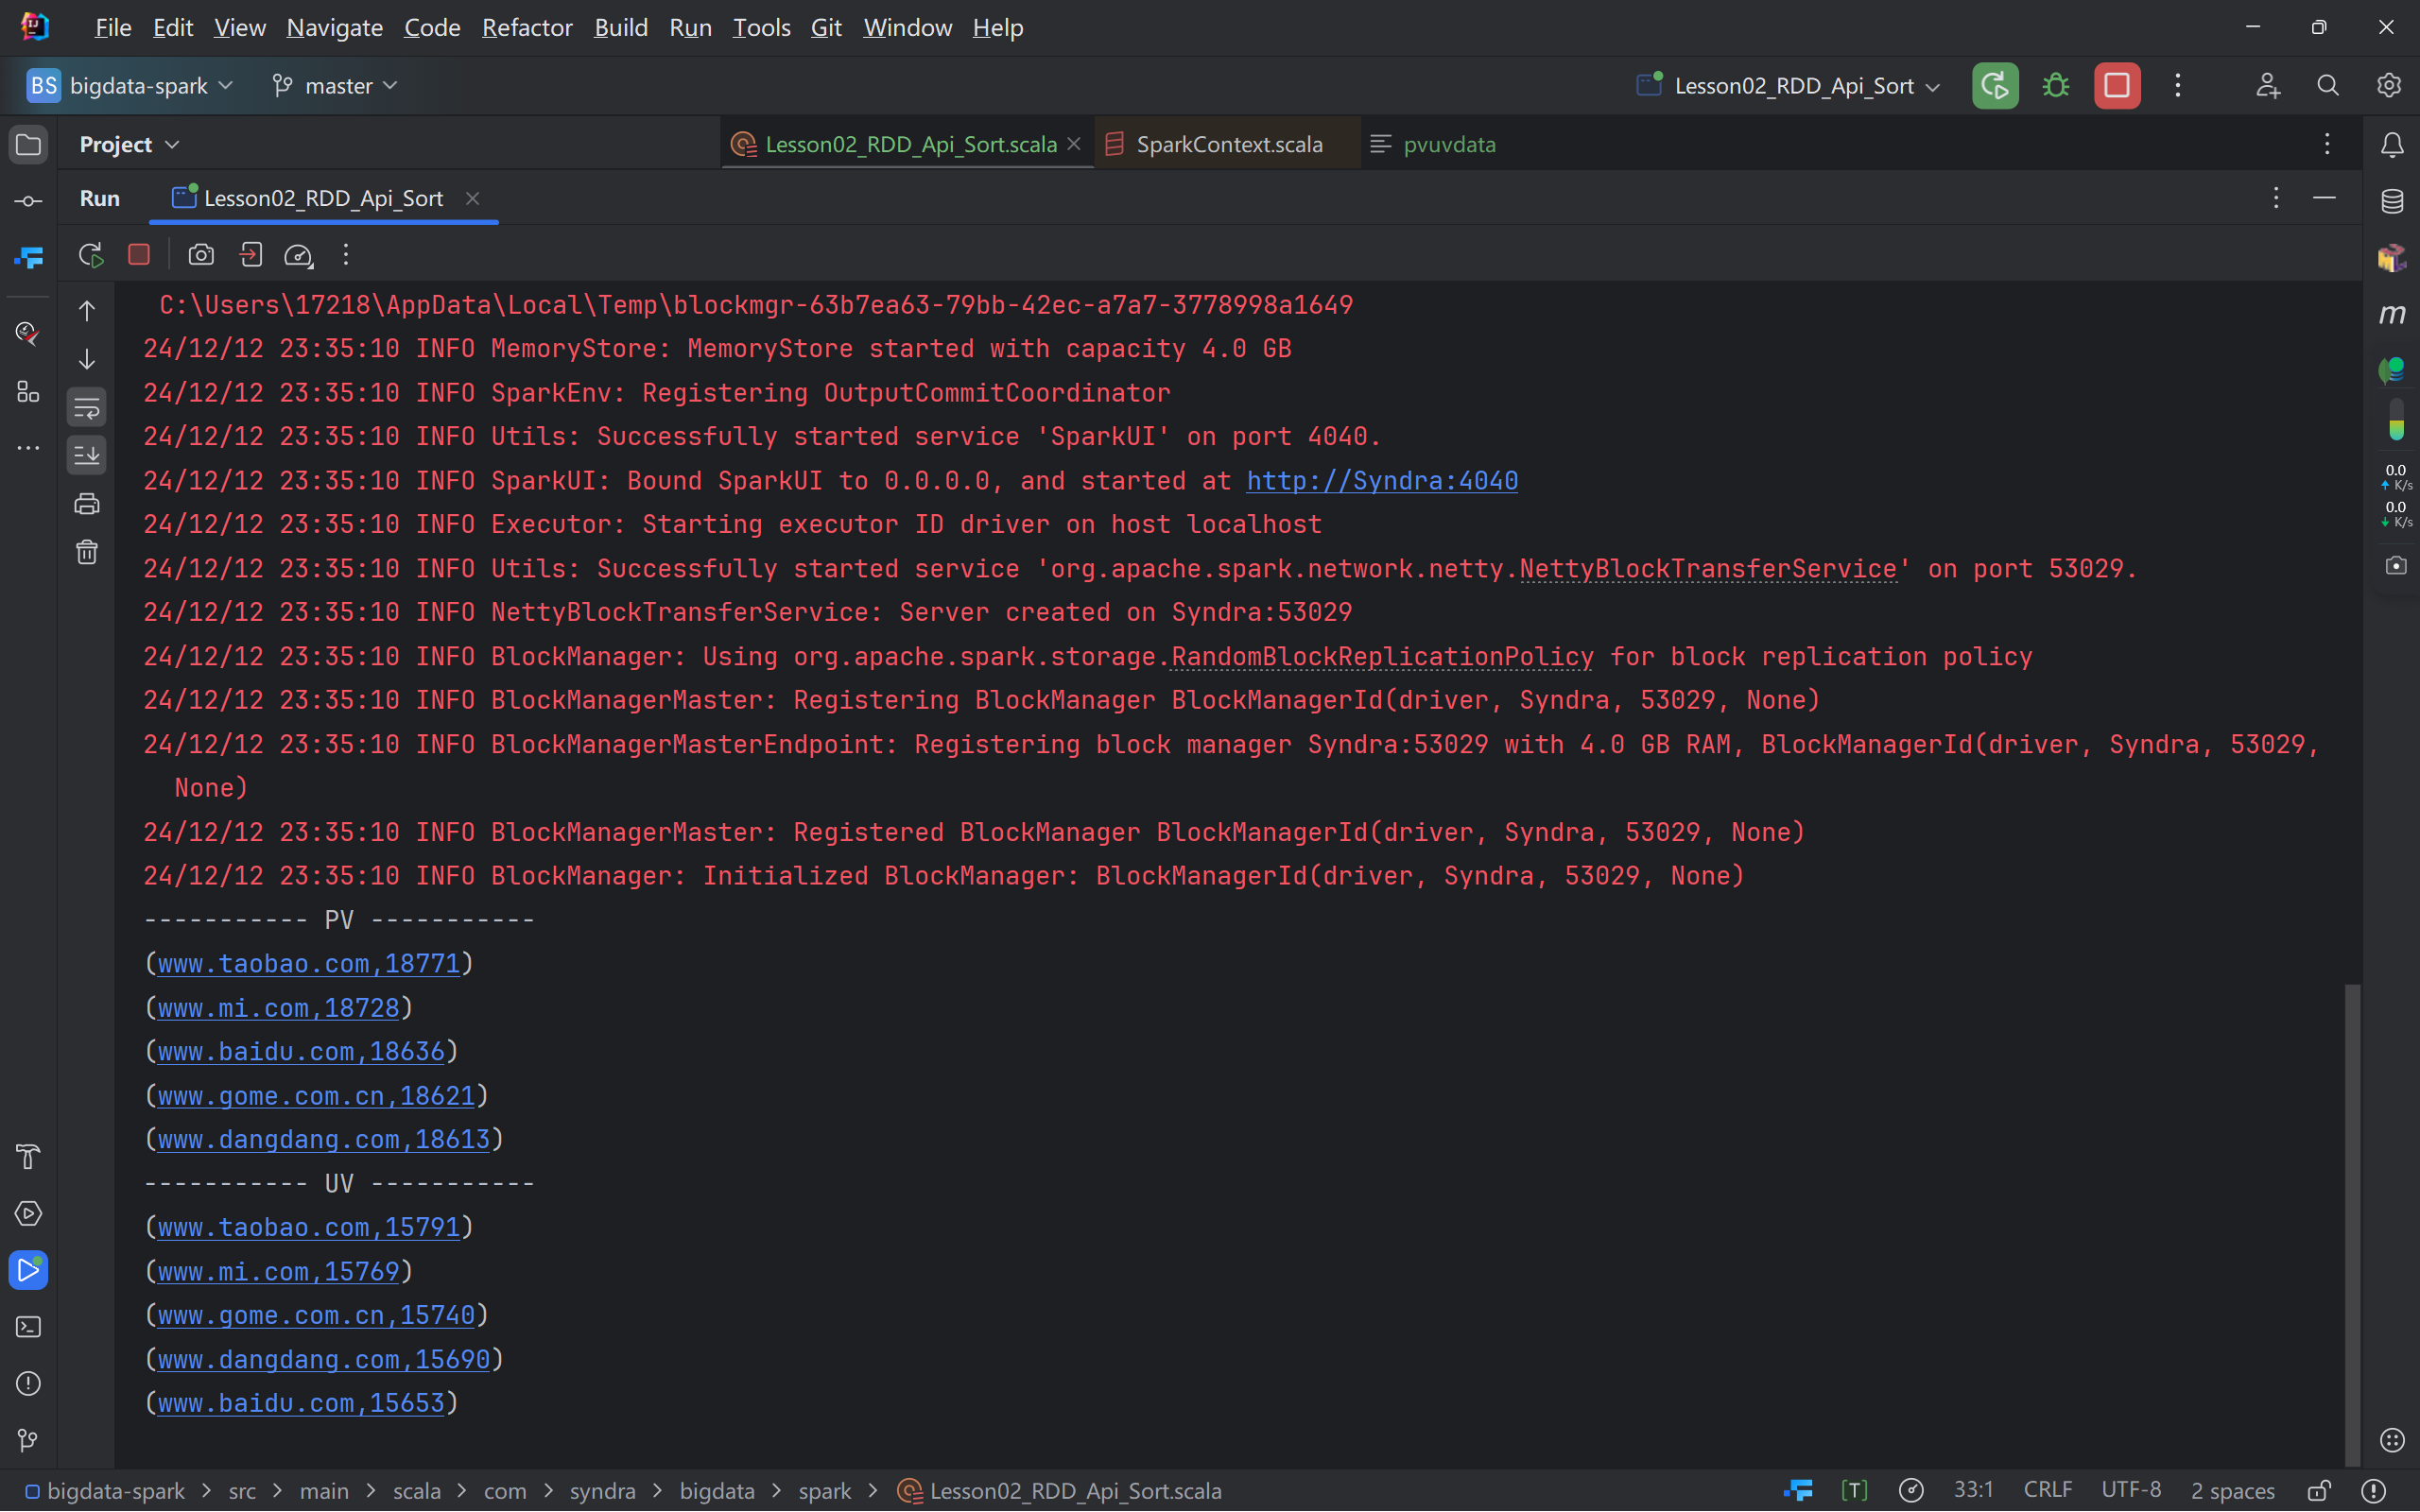 File Edit View Navigate Code Refactor Build Run Tools Git Window Help
BS bigdata-spark master Lesson02_RDD_Api_Sort
Project Lesson02_RDD_Api_Sort.scala SparkContext.scala pvuvdata
Run Lesson02_RDD_Api_Sort
C:\Users\17218\AppData\Local\Temp\blockmgr-63b7ea63-79bb-42ec-a7a7-3778998a1649
24/12/12 23:35:10 INFO MemoryStore: MemoryStore started with capacity 4.0 GB
24/12/12 23:35:10 INFO SparkEnv: Registering OutputCommitCoordinator
24/12/12 23:35:10 INFO Utils: Successfully started service 'SparkUI' on port 4040.
24/12/12 23:35:10 INFO SparkUI: Bound SparkUI to 0.0.0.0, and started at http://Syndra:4040
24/12/12 23:35:10 INFO Executor: Starting executor ID driver on host localhost
24/12/12 23:35:10 INFO Utils: Successfully started service 'org.apache.spark.network.netty.NettyBlockTransferService' on port 53029.
24/12/12 23:35:10 INFO NettyBlockTransferService: Server created on Syndra:53029
24/12/12 23:35:10 INFO BlockManager: Using org.apache.spark.storage.RandomBlockReplicationPolicy for block replication policy
24/12/12 23:35:10 INFO BlockManagerMaster: Registering BlockManager BlockManagerId(driver, Syndra, 53029, None)
24/12/12 23:35:10 INFO BlockManagerMasterEndpoint: Registering block manager Syndra:53029 with 4.0 GB RAM, BlockManagerId(driver, Syndra, 53029,
None)
24/12/12 23:35:10 INFO BlockManagerMaster: Registered BlockManager BlockManagerId(driver, Syndra, 53029, None)
24/12/12 23:35:10 INFO BlockManager: Initialized BlockManager: BlockManagerId(driver, Syndra, 53029, None)
----------- PV -----------
(www.taobao.com,18771)
(www.mi.com,18728)
(www.baidu.com,18636)
(www.gome.com.cn,18621)
(www.dangdang.com,18613)
----------- UV -----------
(www.taobao.com,15791)
(www.mi.com,15769)
(www.gome.com.cn,15740)
(www.dangdang.com,15690)
(www.baidu.com,15653)
m
0.0
K/s
0.0
K/s
bigdata-spark > src > main > scala > com > syndra > bigdata > spark > Lesson02_RDD_Api_Sort.scala [T] 33:1 CRLF UTF-8 2 spaces